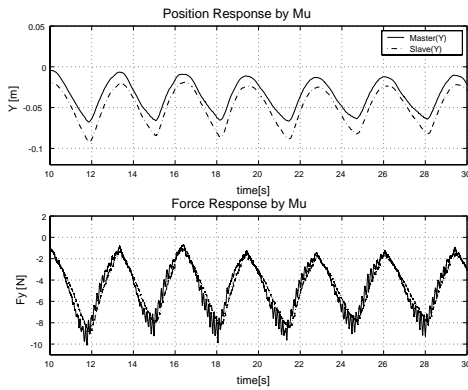 Position Response by Mu
Master(Y)
Slave(Y)
0.05
0
-0.05
-0.1
Y [m]
10 12 14 16 18 20 22 24 26 28 30
time[s]
Force Response by Mu
2
0
-2
-4
-6
-8
-10
Fy [N]
10 12 14 16 18 20 22 24 26 28 30
time[s]